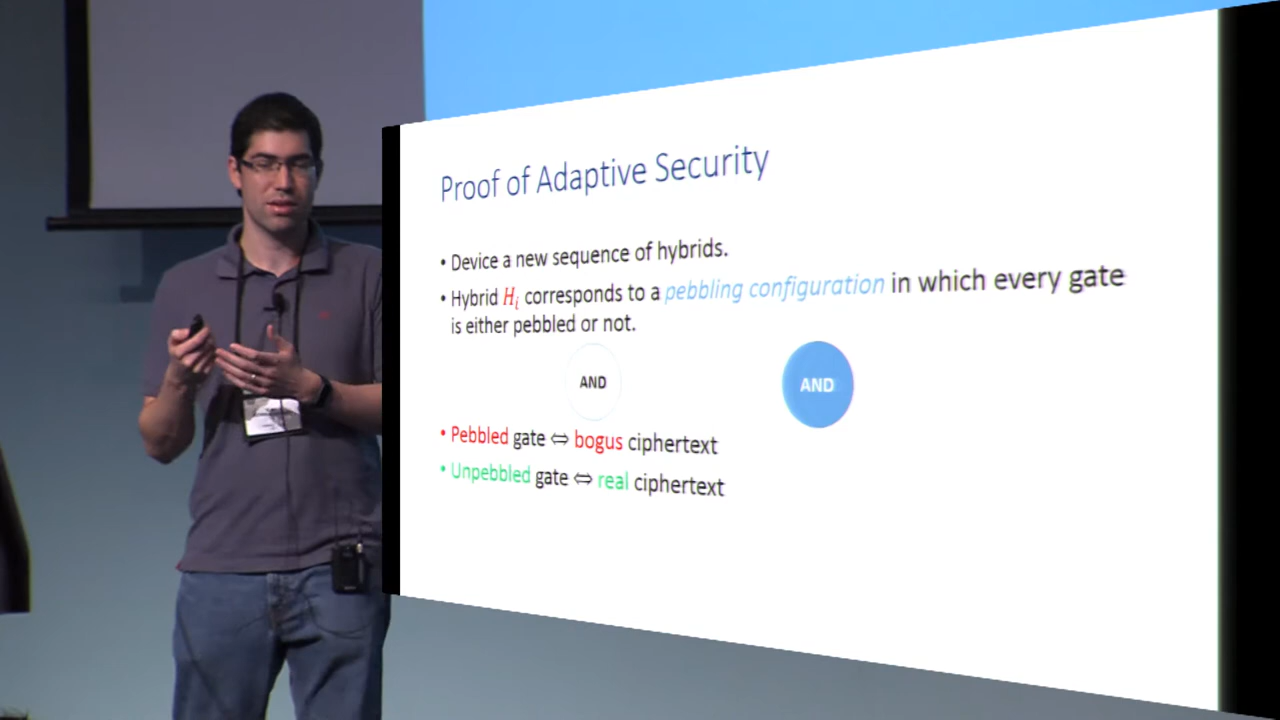 Proof of Adaptive Security
• Device a new sequence of hybrids.
• Hybrid H_i corresponds to a pebbling configuration in which every gate
is either pebbled or not.
AND AND
• Pebbled gate ⇔ bogus ciphertext
• Unpebbled gate ⇔ real ciphertext